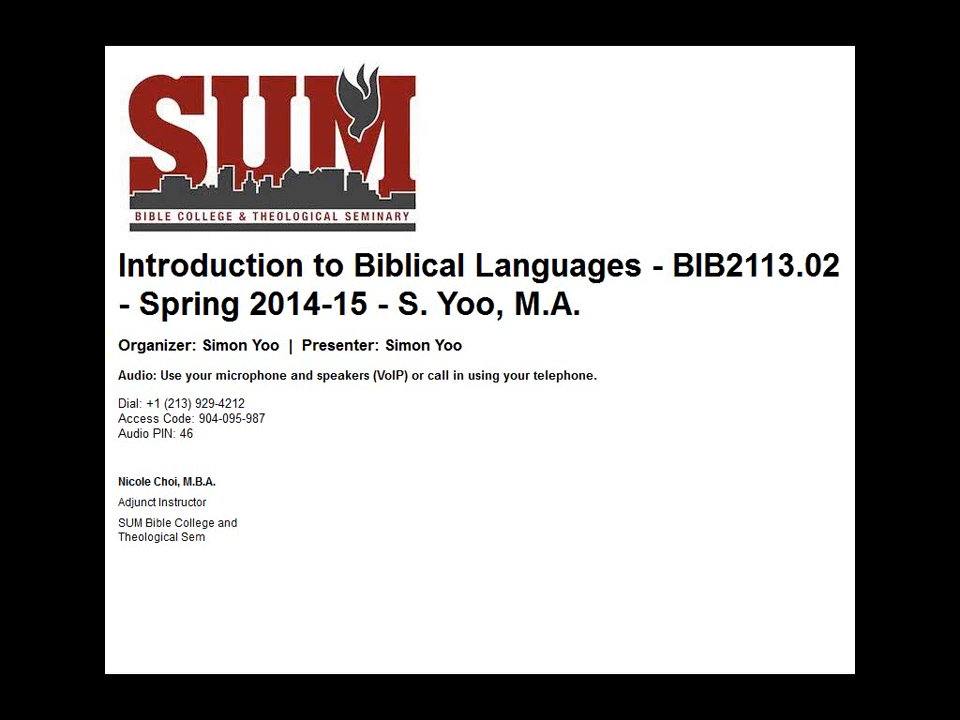 SUM
BIBLE COLLEGE & THEOLOGICAL SEMINARY
Introduction to Biblical Languages - BIB2113.02
- Spring 2014-15 - S. Yoo, M.A.
Organizer: Simon Yoo | Presenter: Simon Yoo
Audio: Use your microphone and speakers (VoIP) or call in using your telephone.
Dial: +1 (213) 929-4212
Access Code: 904-095-987
Audio PIN: 46
Nicole Choi, M.B.A.
Adjunct Instructor
SUM Bible College and
Theological Sem